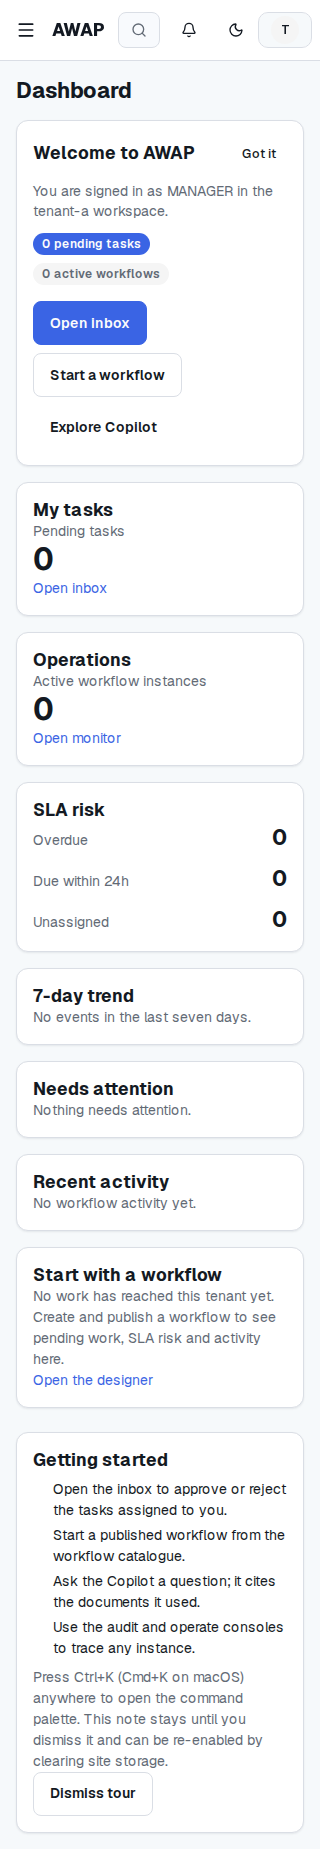 AWAP
T
Dashboard
Welcome to AWAP
Got it
You are signed in as MANAGER in the
tenant-a workspace.
0 pending tasks
0 active workflows
Open inbox
Start a workflow
Explore Copilot
My tasks
Pending tasks
0
Open inbox
Operations
Active workflow instances
0
Open monitor
SLA risk
Overdue 0
Due within 24h 0
Unassigned 0
7-day trend
No events in the last seven days.
Needs attention
Nothing needs attention.
Recent activity
No workflow activity yet.
Start with a workflow
No work has reached this tenant yet.
Create and publish a workflow to see
pending work, SLA risk and activity
here.
Open the designer
Getting started
Open the inbox to approve or reject
the tasks assigned to you.
Start a published workflow from the
workflow catalogue.
Ask the Copilot a question; it cites
the documents it used.
Use the audit and operate consoles
to trace any instance.
Press Ctrl+K (Cmd+K on macOS)
anywhere to open the command
palette. This note stays until you
dismiss it and can be re-enabled by
clearing site storage.
Dismiss tour